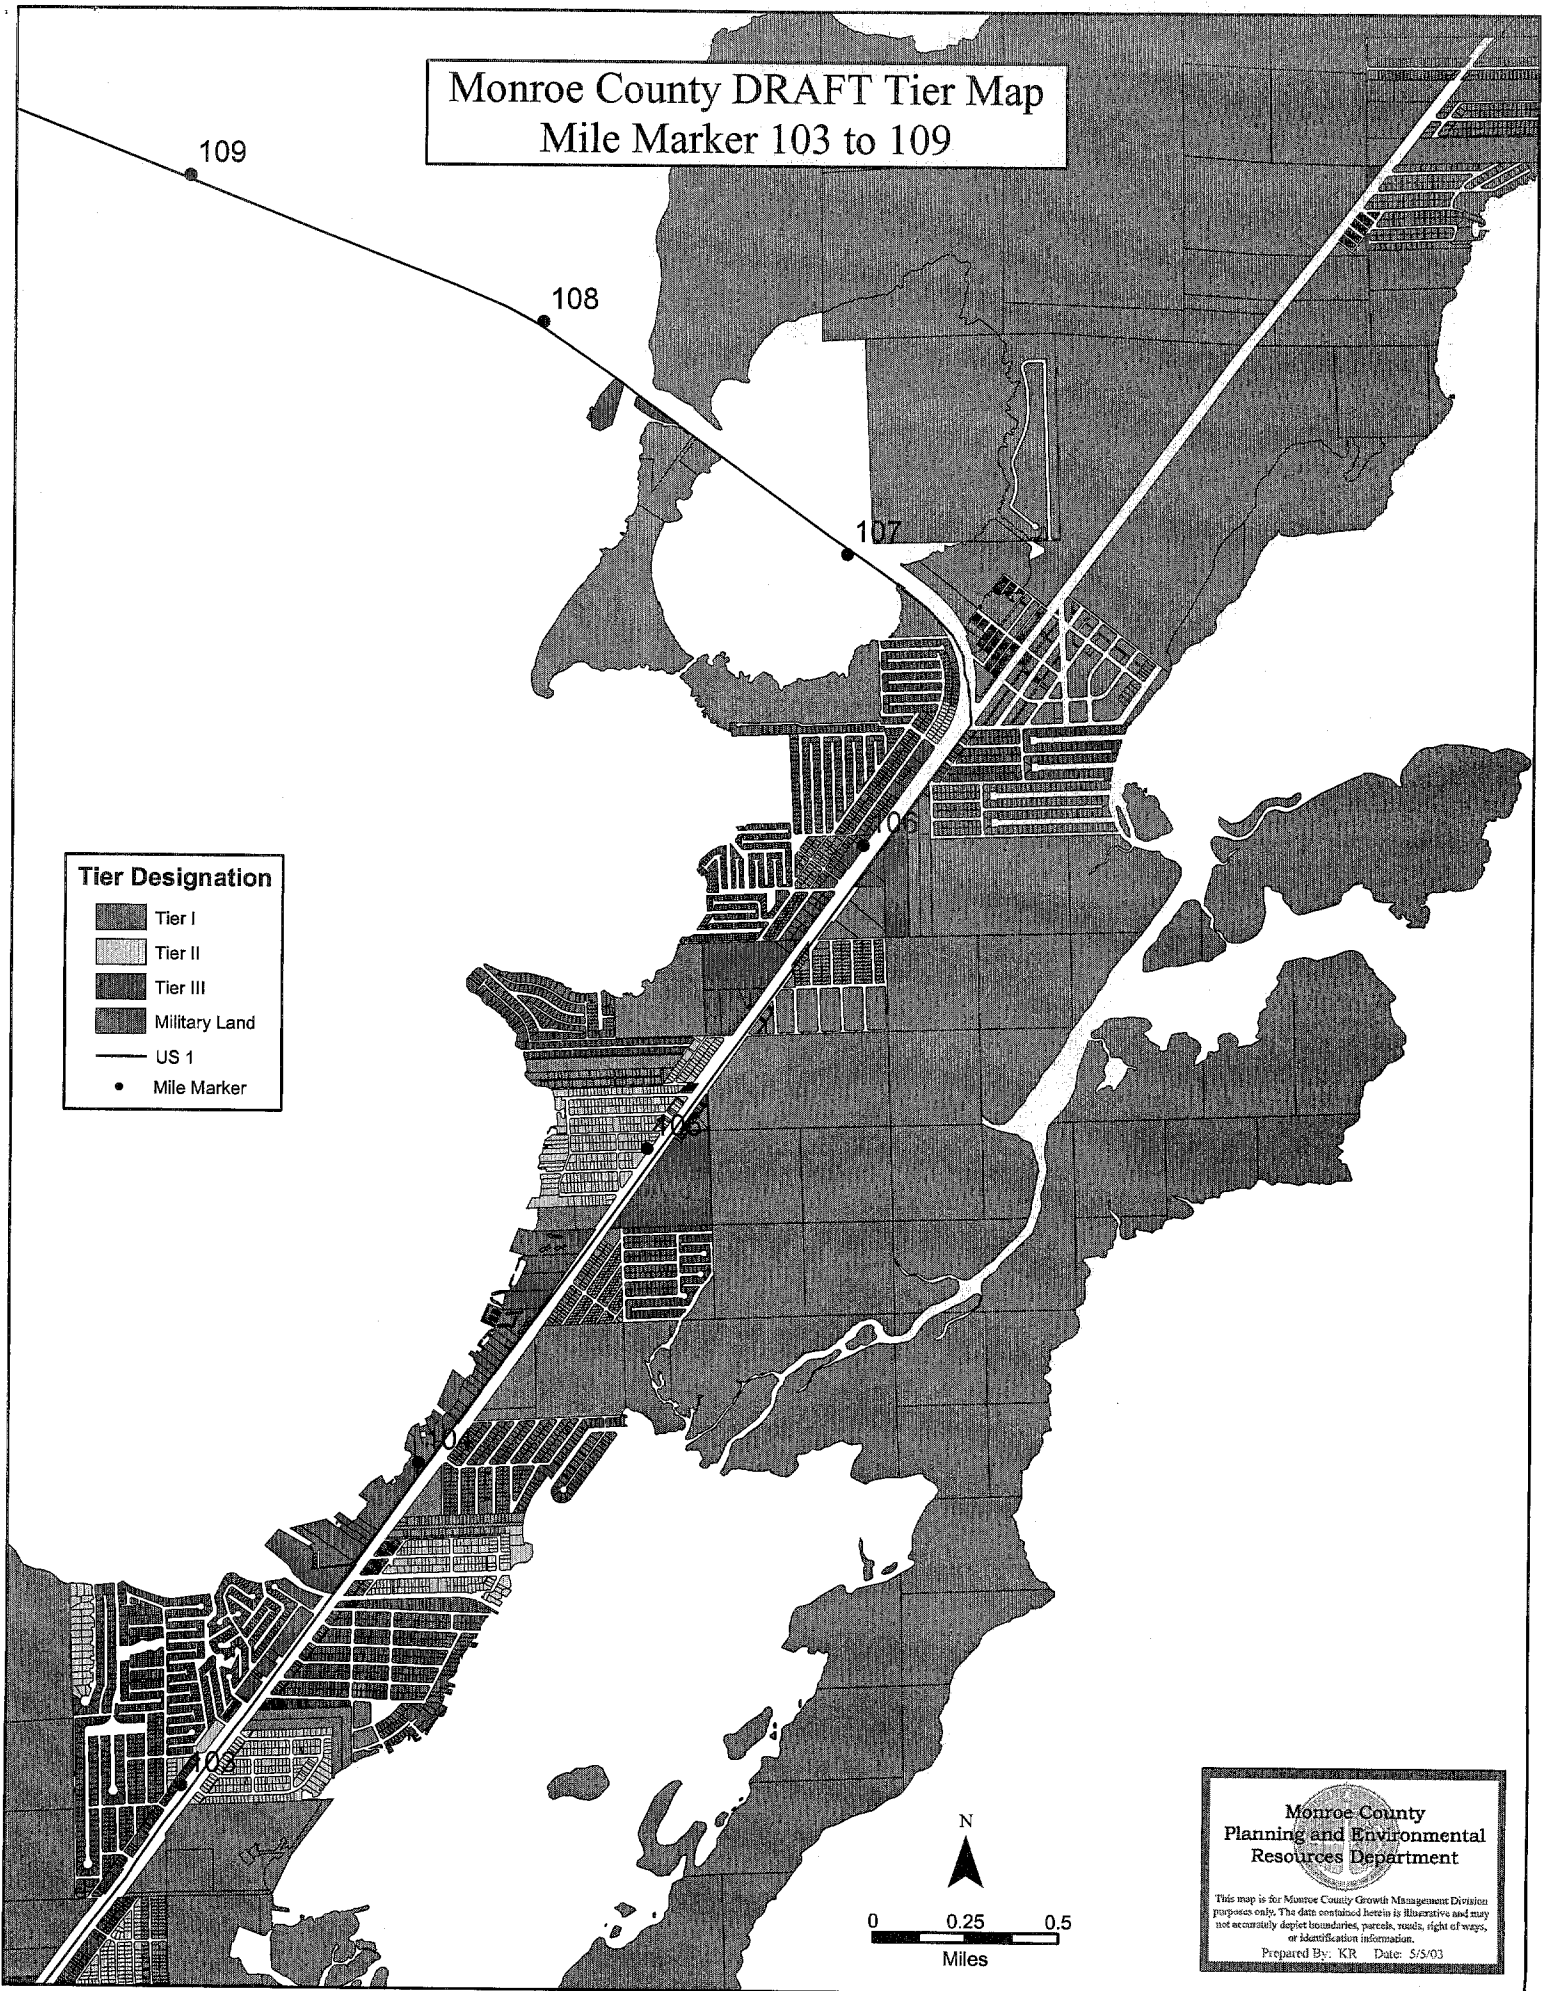 Monroe County DRAFT Tier Map
Mile Marker 103 to 109
109
108
107
106
Tier Designation
Tier I
Tier II
Tier III
Military Land
US 1
Mile Marker
105
104
103
N
0 0.25 0.5
Miles
Monroe County
Planning and Environmental
Resources Department
This map is for Monroe County Growth Management Division
purposes only. The data contained herein is illustrative and may
not accurately depict boundaries, parcels, roads, right of ways,
or identification information.
Prepared By: KR Date: 5/5/03